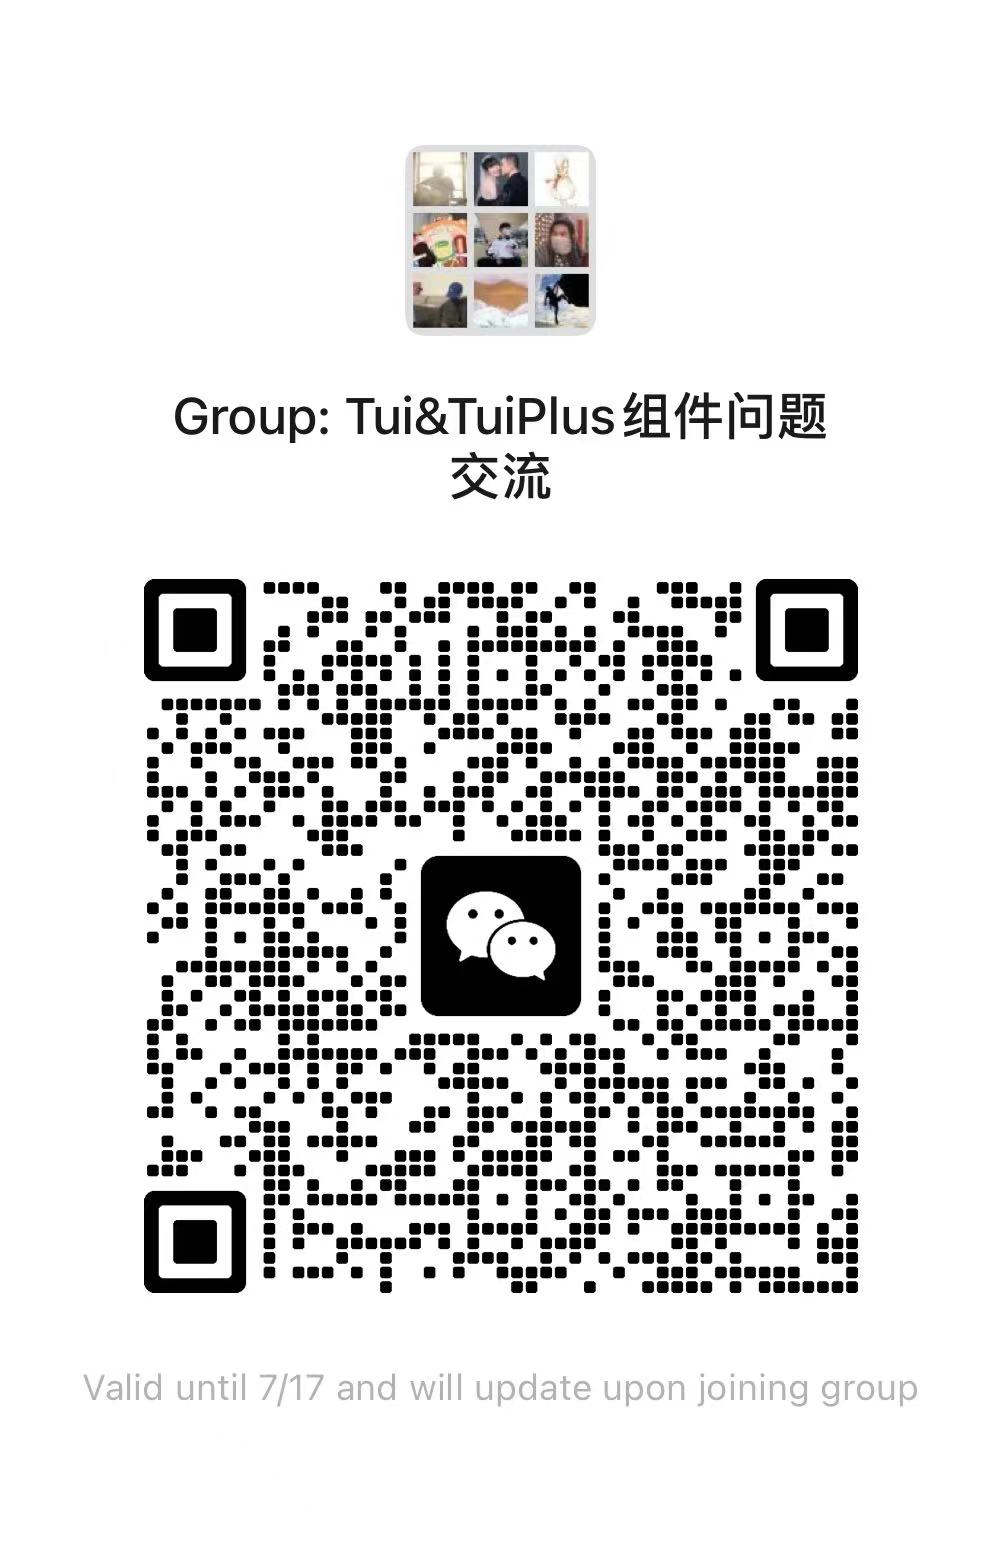 Group: Tui&TuiPlus组件问题
交流
Valid until 7/17 and will update upon joining group